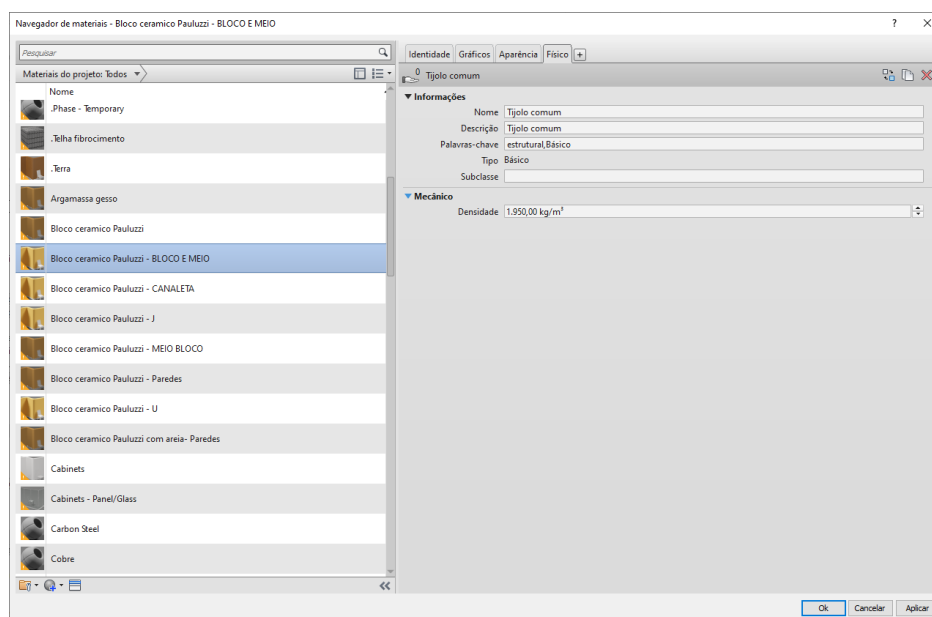 Navegador de materiais - Bloco ceramico Pauluzzi - BLOCO E MEIO
Pesquisar
Materiais do projeto: Todos
Nome
.Phase - Temporary
.Telha fibrocimento
.Terra
Argamassa gesso
Bloco ceramico Pauluzzi
Bloco ceramico Pauluzzi - BLOCO E MEIO
Bloco ceramico Pauluzzi - CANALETA
Bloco ceramico Pauluzzi - J
Bloco ceramico Pauluzzi - MEIO BLOCO
Bloco ceramico Pauluzzi - Paredes
Bloco ceramico Pauluzzi - U
Bloco ceramico Pauluzzi com areia- Paredes
Cabinets
Cabinets - Panel/Glass
Carbon Steel
Cobre
Identidade Gráficos Aparência Físico +
0 Tijolo comum
Informações
Nome Tijolo comum
Descrição Tijolo comum
Palavras-chave estrutural,Básico
Tipo Básico
Subclasse
Mecânico
Densidade 1.950,00 kg/m³
Ok Cancelar Aplicar